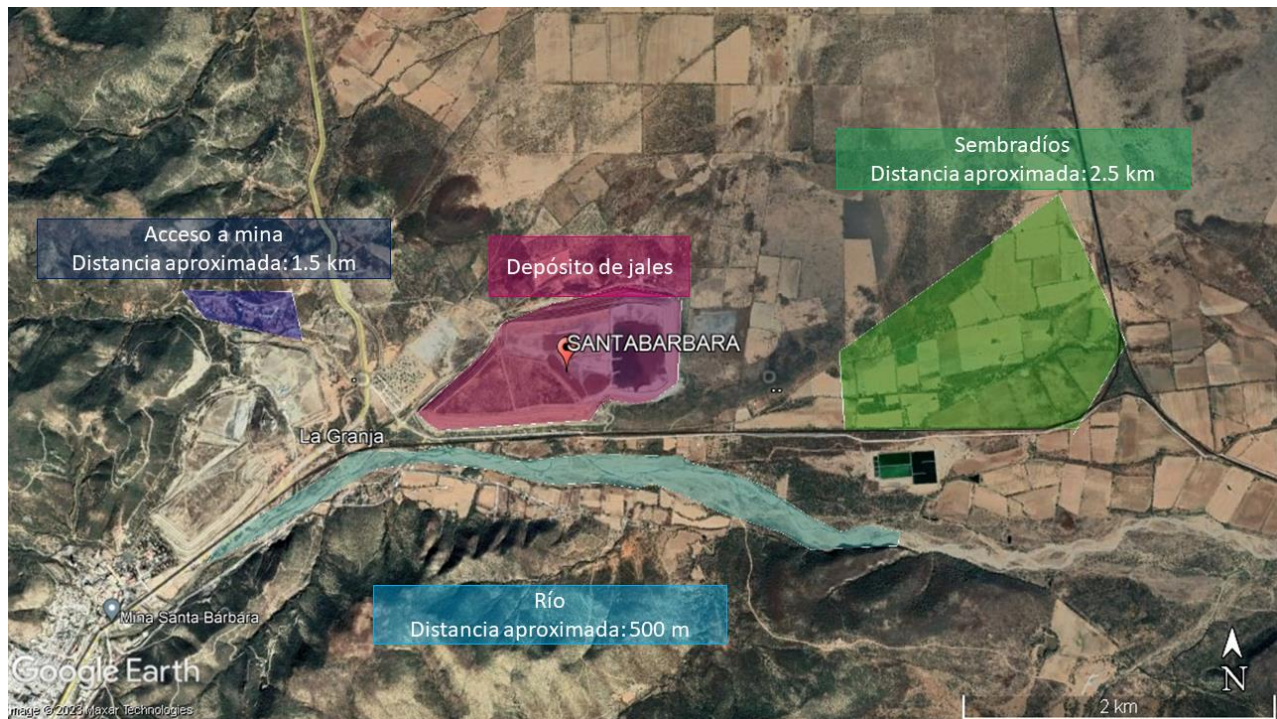 Sembradíos
Distancia aproximada: 2.5 km
Acceso a mina
Distancia aproximada: 1.5 km
Depósito de jales
SANTABARBARA
La Granja
Río
Distancia aproximada: 500 m
Mina Santa Bárbara
Google Earth
Image © 2023 Maxar Technologies
N
2 km